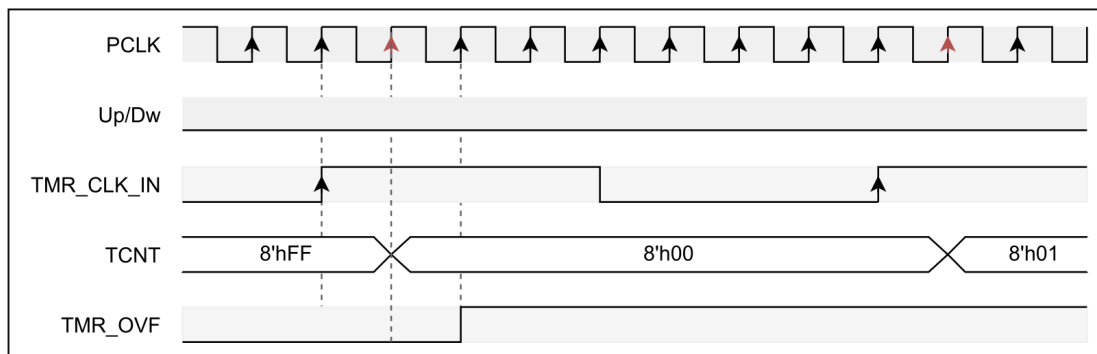 PCLK
Up/Dw
TMR_CLK_IN
TCNT 8'hFF 8'h00 8'h01
TMR_OVF